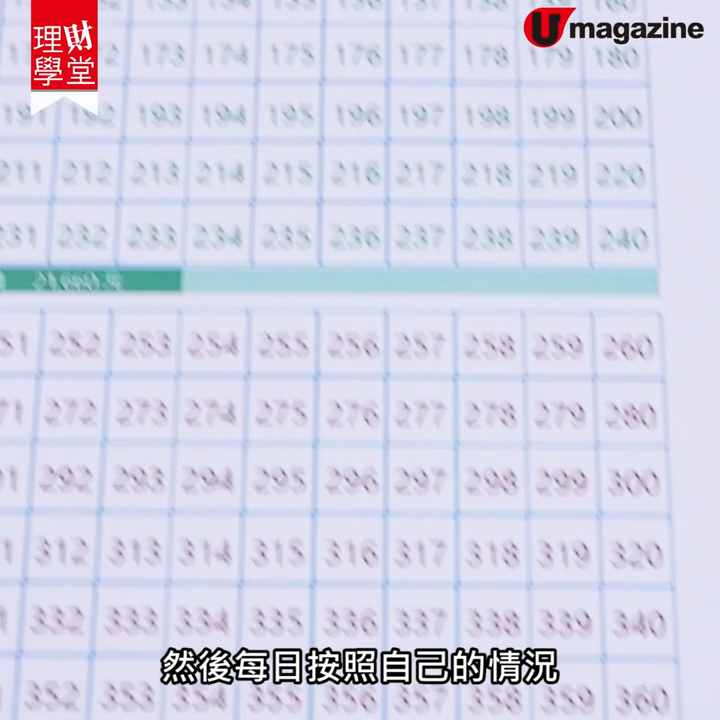 理財
學堂
U magazine
173 174 175 176 177 178 179 180
193 194 195 196 197 198 199 200
211 212 213 214 215 216 217 218 219 220
231 232 233 234 235 236 237 238 239 240
252 253 254 255 256 257 258 259 260
272 273 274 275 276 277 278 279 280
292 293 294 295 296 297 298 299 300
312 313 314 315 316 317 318 319 320
332 333 334 335 336 337 338 339 340
352 353 354 355 356 357 358 359 360
然後每日按照自己的情況